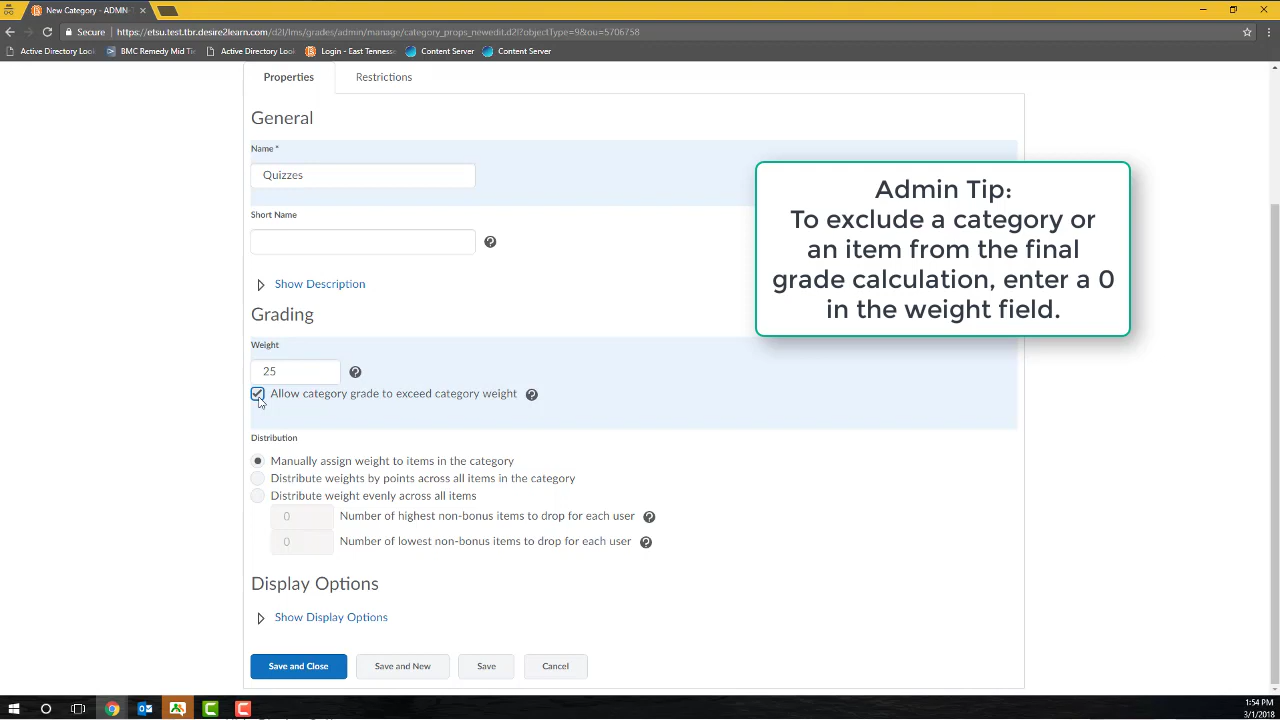 New Category - ADMN-
Secure
https://etsu.test.tbr.desire2learn.com/d2l/lms/grades/admin/manage/category_props_newedit.d2l?objectType=9&ou=5706758
Active Directory Look
BMC Remedy Mid Tie
Active Directory Look
Login - East Tennesse
Content Server
Content Server
Properties
Restrictions
General
Name *
Quizzes
Short Name
Show Description
Admin Tip:
To exclude a category or
an item from the final
grade calculation, enter a 0
in the weight field.
Grading
Weight
25
Allow category grade to exceed category weight
Distribution
Manually assign weight to items in the category
Distribute weights by points across all items in the category
Distribute weight evenly across all items
0 Number of highest non-bonus items to drop for each user
0 Number of lowest non-bonus items to drop for each user
Display Options
Show Display Options
Save and Close
Save and New
Save
Cancel
1:54 PM
3/1/2018